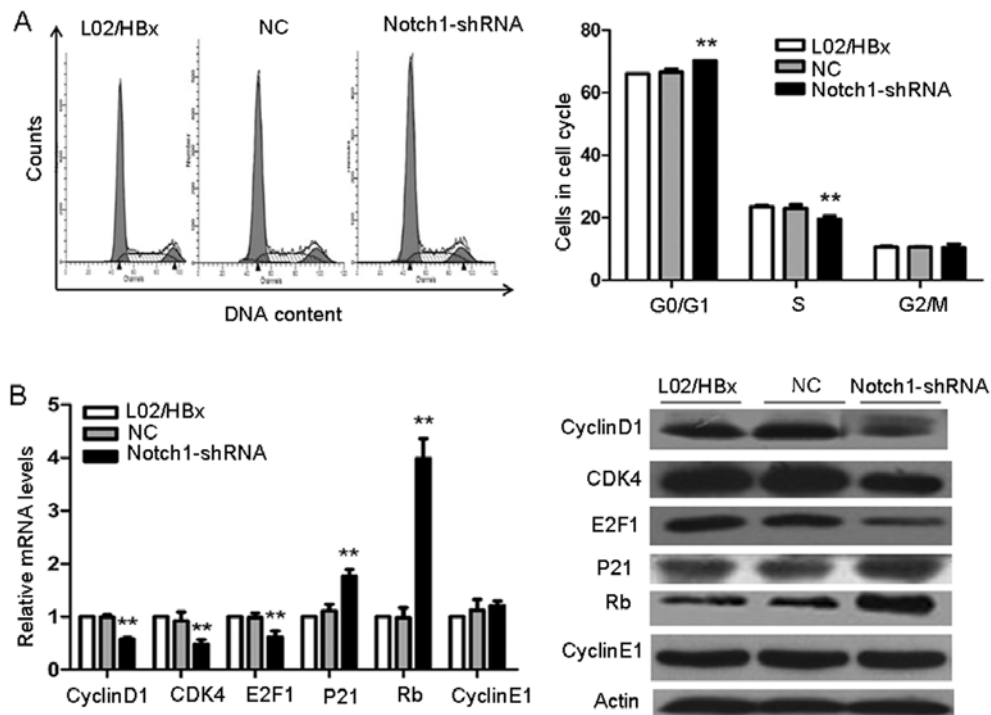 A
L02/HBx NC Notch1-shRNA
Counts
Channels Channels Channels
DNA content
Cells in cell cycle
80
60
40
20
0
** **
L02/HBx
NC
Notch1-shRNA
G0/G1 S G2/M
B
Relative mRNA levels
5
4
3
2
1
0
L02/HBx
NC
Notch1-shRNA
** ** ** ** **
CyclinD1 CDK4 E2F1 P21 Rb CyclinE1
L02/HBx NC Notch1-shRNA
CyclinD1
CDK4
E2F1
P21
Rb
CyclinE1
Actin